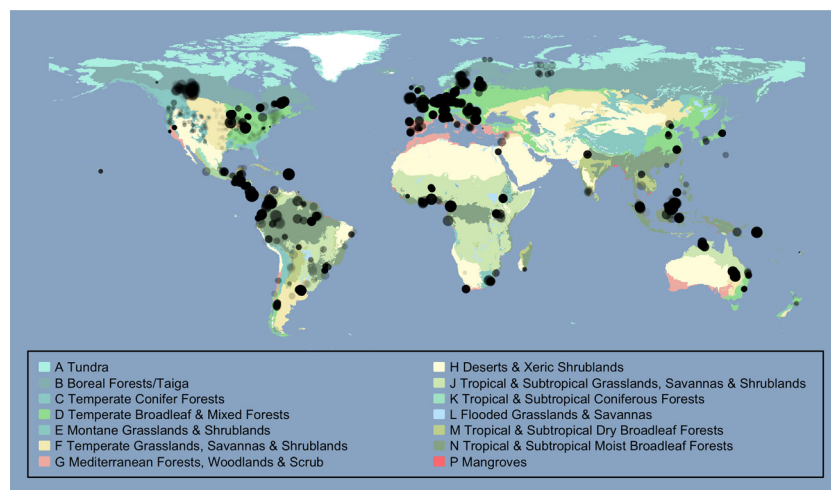 A Tundra
B Boreal Forests/Taiga
C Temperate Conifer Forests
D Temperate Broadleaf & Mixed Forests
E Montane Grasslands & Shrublands
F Temperate Grasslands, Savannas & Shrublands
G Mediterranean Forests, Woodlands & Scrub
H Deserts & Xeric Shrublands
J Tropical & Subtropical Grasslands, Savannas & Shrublands
K Tropical & Subtropical Coniferous Forests
L Flooded Grasslands & Savannas
M Tropical & Subtropical Dry Broadleaf Forests
N Tropical & Subtropical Moist Broadleaf Forests
P Mangroves